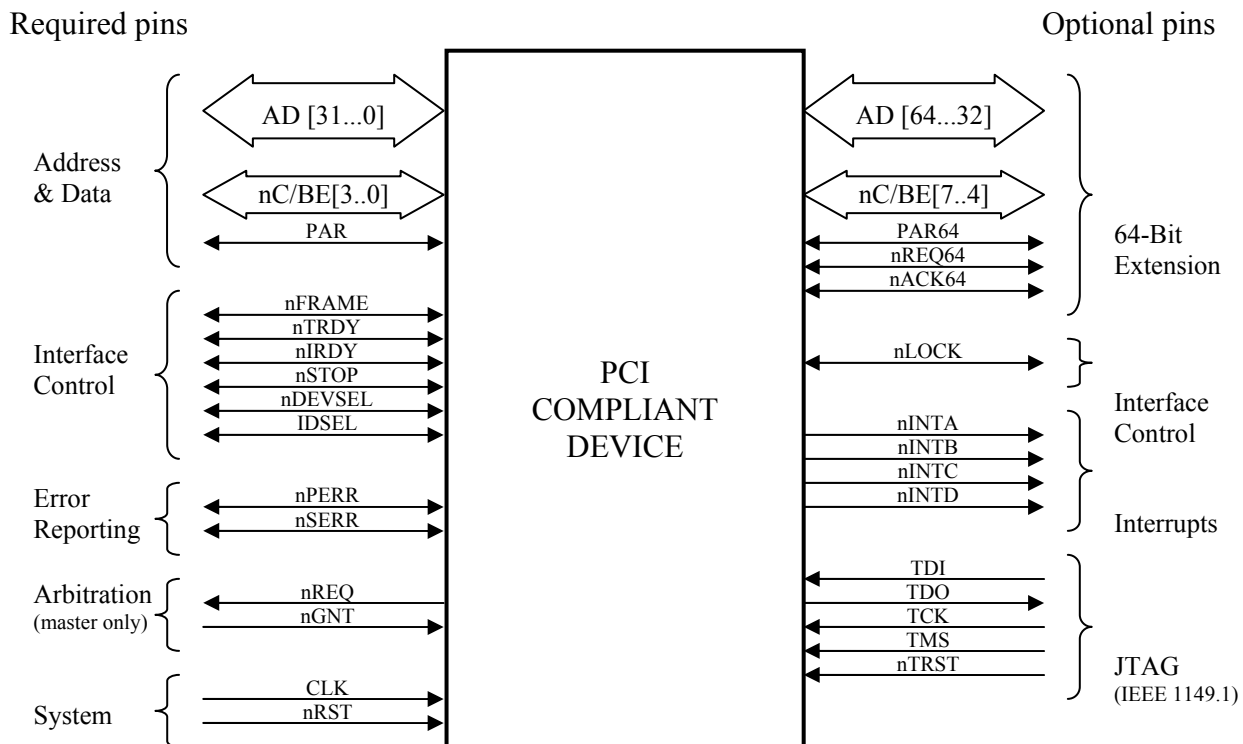 Required pins
Optional pins
Address
& Data
AD [31...0]
nC/BE[3..0]
PAR
Interface
Control
nFRAME
nTRDY
nIRDY
nSTOP
nDEVSEL
IDSEL
Error
Reporting
nPERR
nSERR
Arbitration
(master only)
nREQ
nGNT
System
CLK
nRST
PCI
COMPLIANT
DEVICE
AD [64...32]
nC/BE[7..4]
PAR64
nREQ64
nACK64
64-Bit
Extension
nLOCK
Interface
Control
nINTA
nINTB
nINTC
nINTD
Interrupts
TDI
TDO
TCK
TMS
nTRST
JTAG
(IEEE 1149.1)